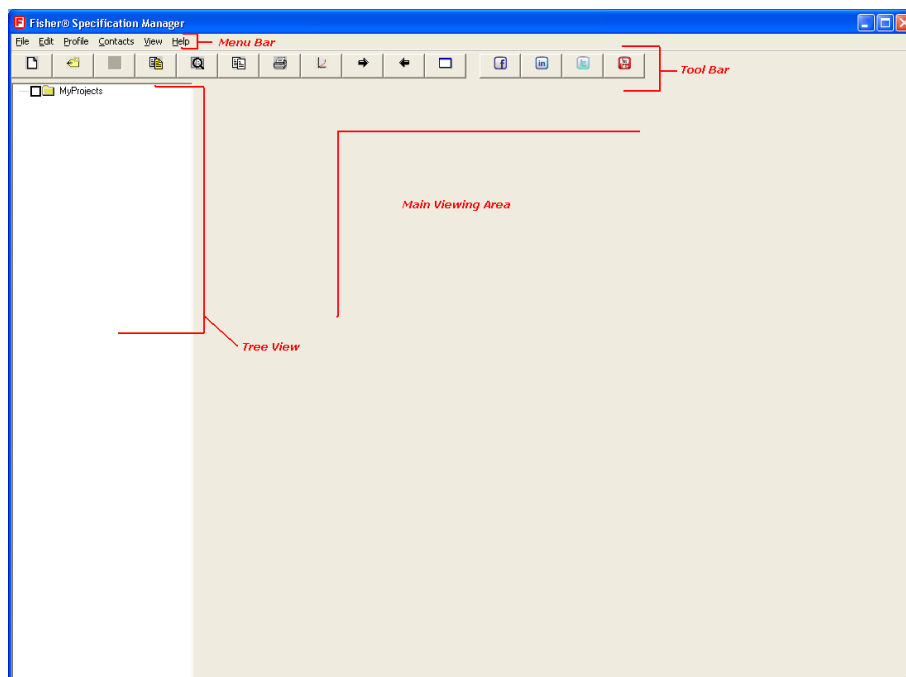 Fisher® Specification Manager
File Edit Profile Contacts View Help
Menu Bar
Tool Bar
MyProjects
Main Viewing Area
Tree View